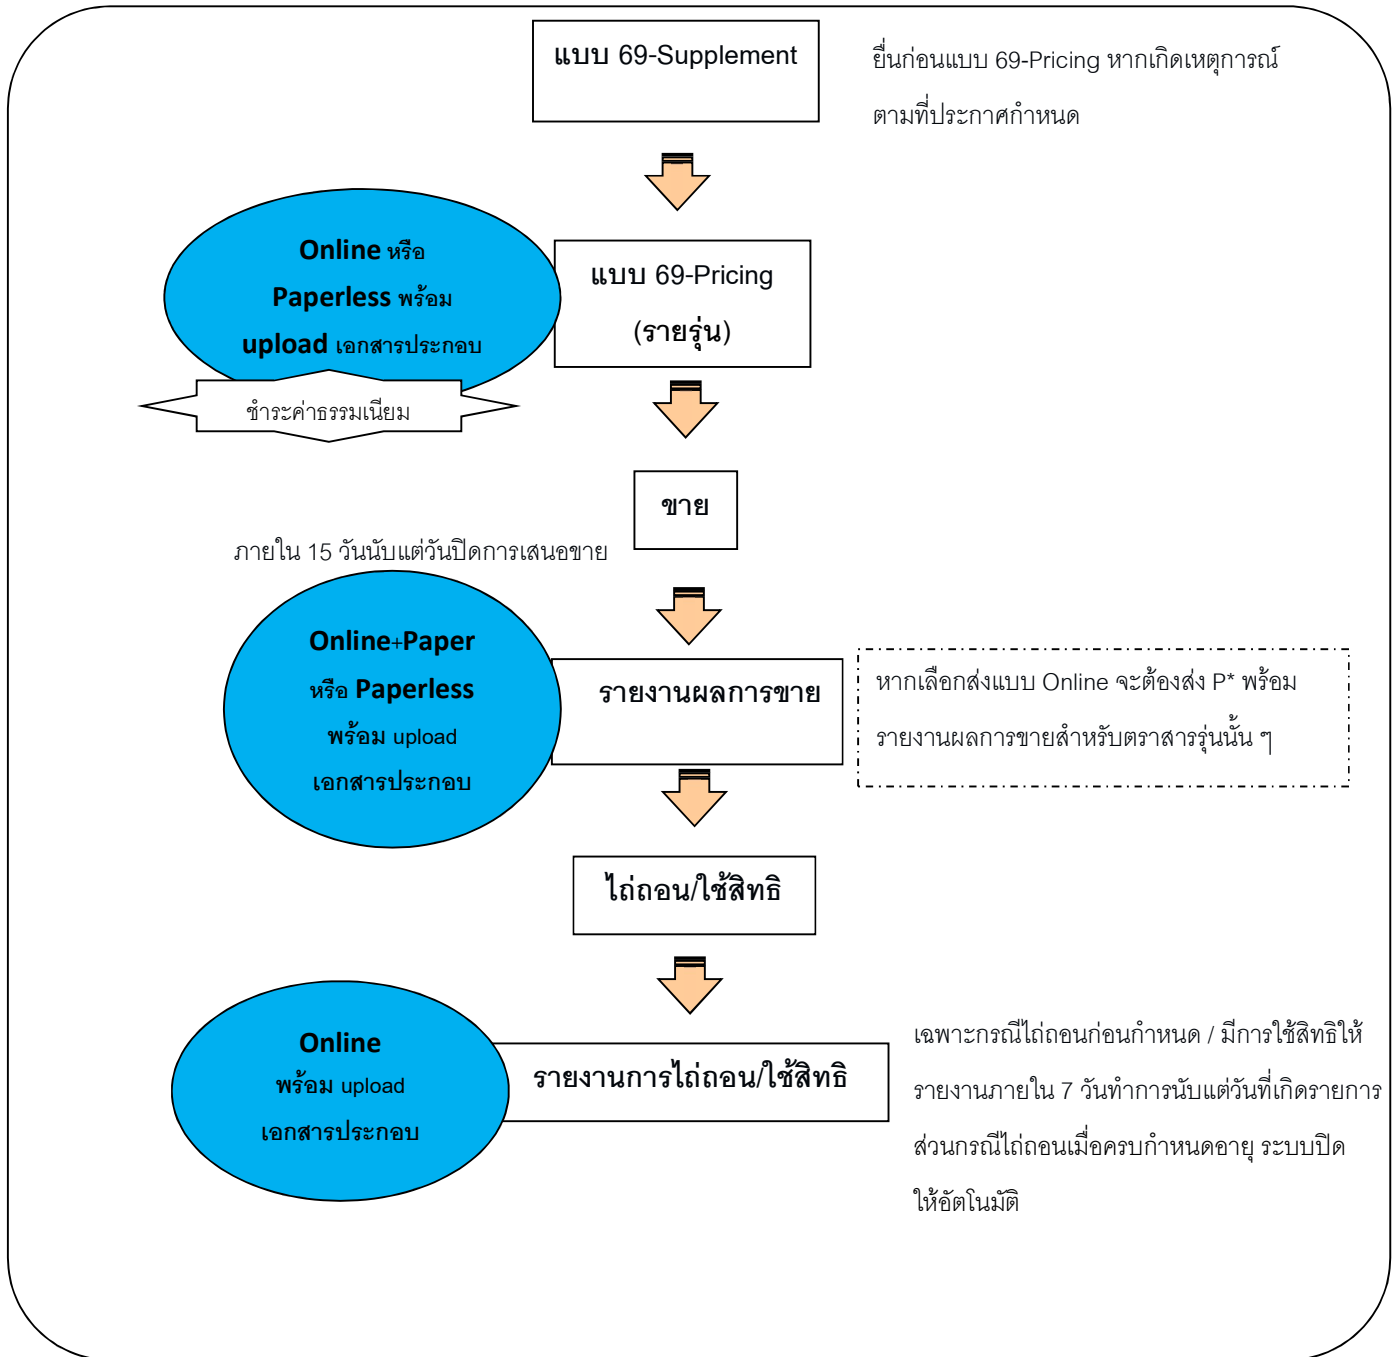 แบบ 69-Supplement
ยื่นก่อนแบบ 69-Pricing หากเกิดเหตุการณ์
ตามที่ประกาศกำหนด
Online หรือ
Paperless พร้อม
upload เอกสารประกอบ
แบบ 69-Pricing
(รายรุ่น)
ชำระค่าธรรมเนียม
ขาย
ภายใน 15 วันนับแต่วันปิดการเสนอขาย
Online+Paper
หรือ Paperless
พร้อม upload
เอกสารประกอบ
รายงานผลการขาย
หากเลือกส่งแบบ Online จะต้องส่ง P* พร้อม
รายงานผลการขายสำหรับตราสารรุ่นนั้น ๆ
ไถ่ถอน/ใช้สิทธิ
Online
พร้อม upload
เอกสารประกอบ
รายงานการไถ่ถอน/ใช้สิทธิ
เฉพาะกรณีไถ่ถอนก่อนกำหนด / มีการใช้สิทธิให้
รายงานภายใน 7 วันทำการนับแต่วันที่เกิดรายการ
ส่วนกรณีไถ่ถอนเมื่อครบกำหนดอายุ ระบบปิด
ให้อัตโนมัติ